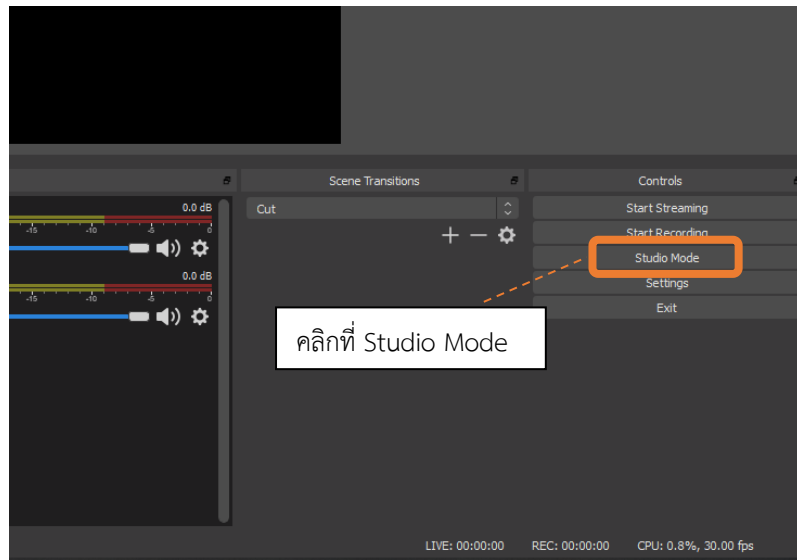 Scene Transitions
Controls
0.0 dB
-15 -10 -5 0
0.0 dB
-15 -10 -5 0
Cut
Start Streaming
Start Recording
Studio Mode
Settings
Exit
คลิกที่ Studio Mode
LIVE: 00:00:00 REC: 00:00:00 CPU: 0.8%, 30.00 fps